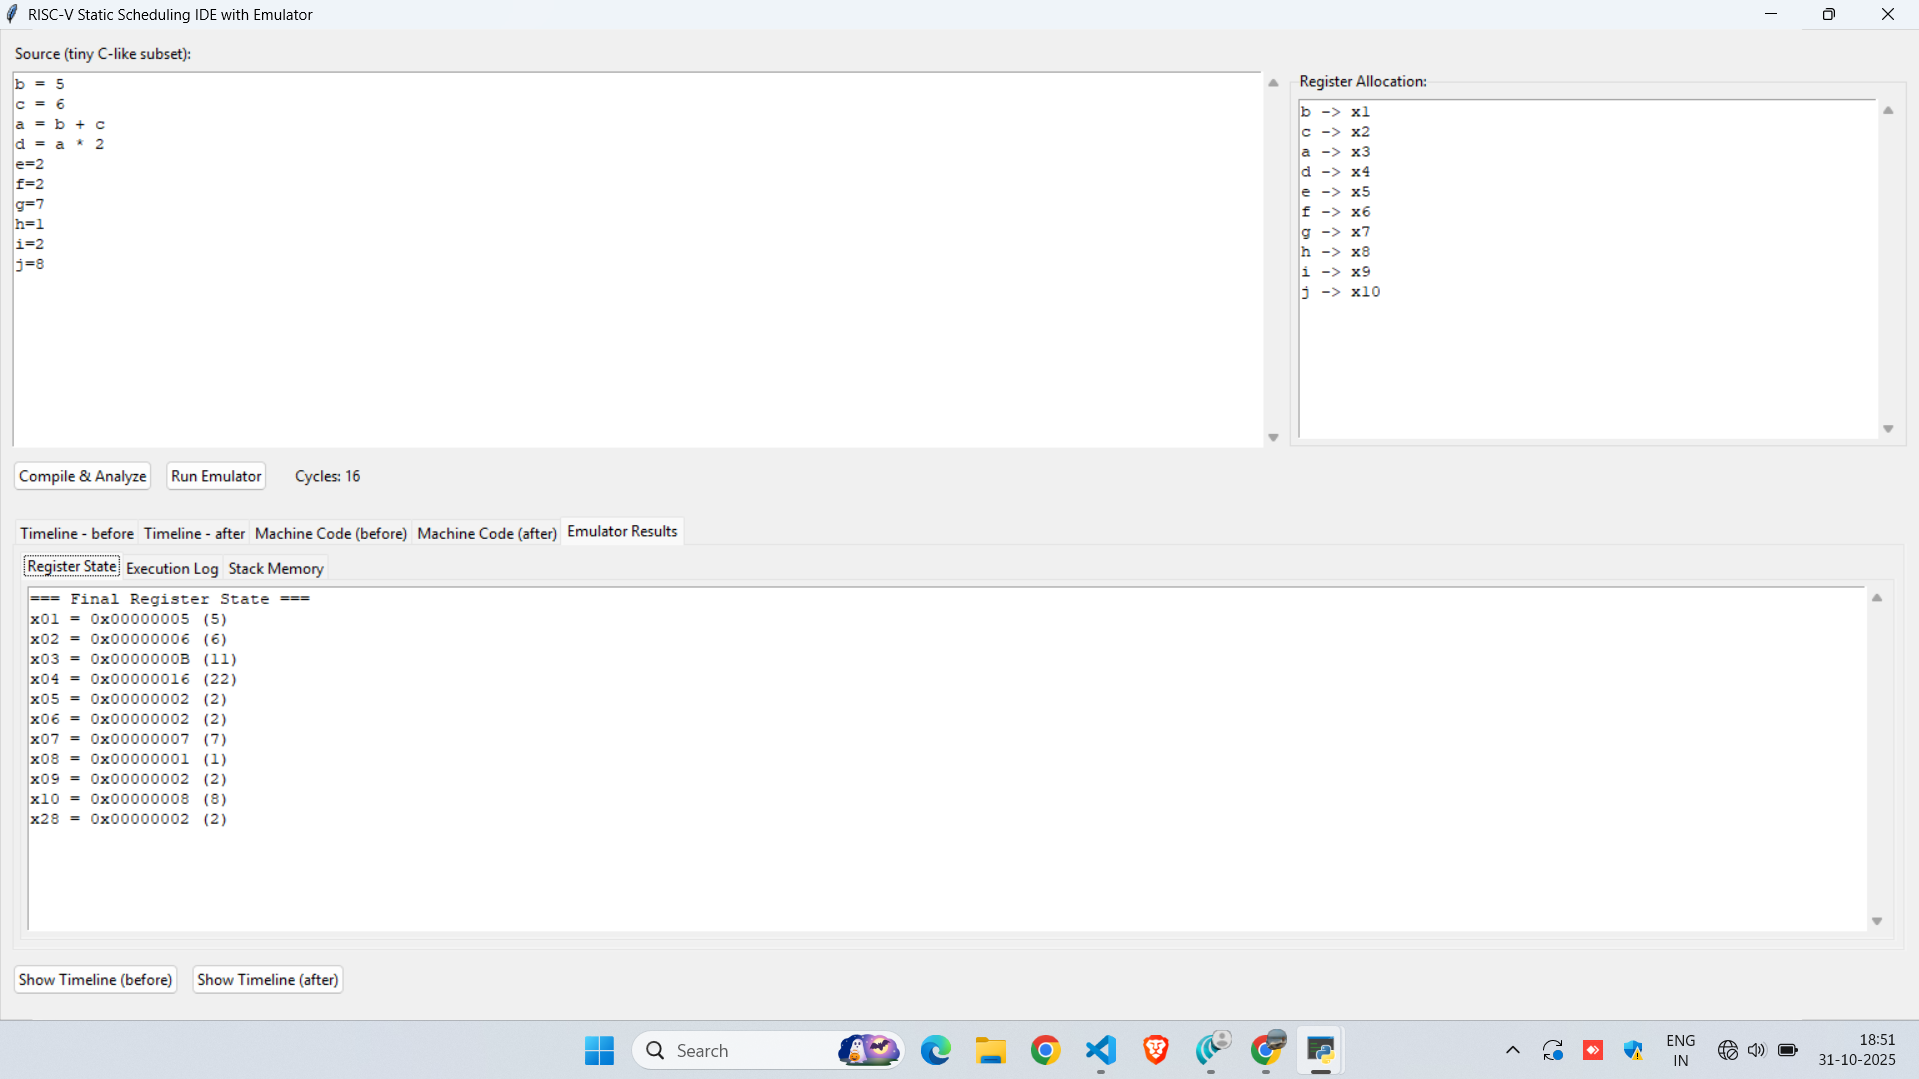 RISC-V Static Scheduling IDE with Emulator
Source (tiny C-like subset):
b = 5
c = 6
a = b + c
d = a * 2
e=2
f=2
g=7
h=1
i=2
j=8
Register Allocation:
b -> x1
c -> x2
a -> x3
d -> x4
e -> x5
f -> x6
g -> x7
h -> x8
i -> x9
j -> x10
Compile & Analyze Run Emulator Cycles: 16
Timeline - before Timeline - after Machine Code (before) Machine Code (after) Emulator Results
Register State Execution Log Stack Memory
=== Final Register State ===
x01 = 0x00000005 (5)
x02 = 0x00000006 (6)
x03 = 0x0000000B (11)
x04 = 0x00000016 (22)
x05 = 0x00000002 (2)
x06 = 0x00000002 (2)
x07 = 0x00000007 (7)
x08 = 0x00000001 (1)
x09 = 0x00000002 (2)
x10 = 0x00000008 (8)
x28 = 0x00000002 (2)
Show Timeline (before) Show Timeline (after)
Search
ENG
IN
18:51
31-10-2025